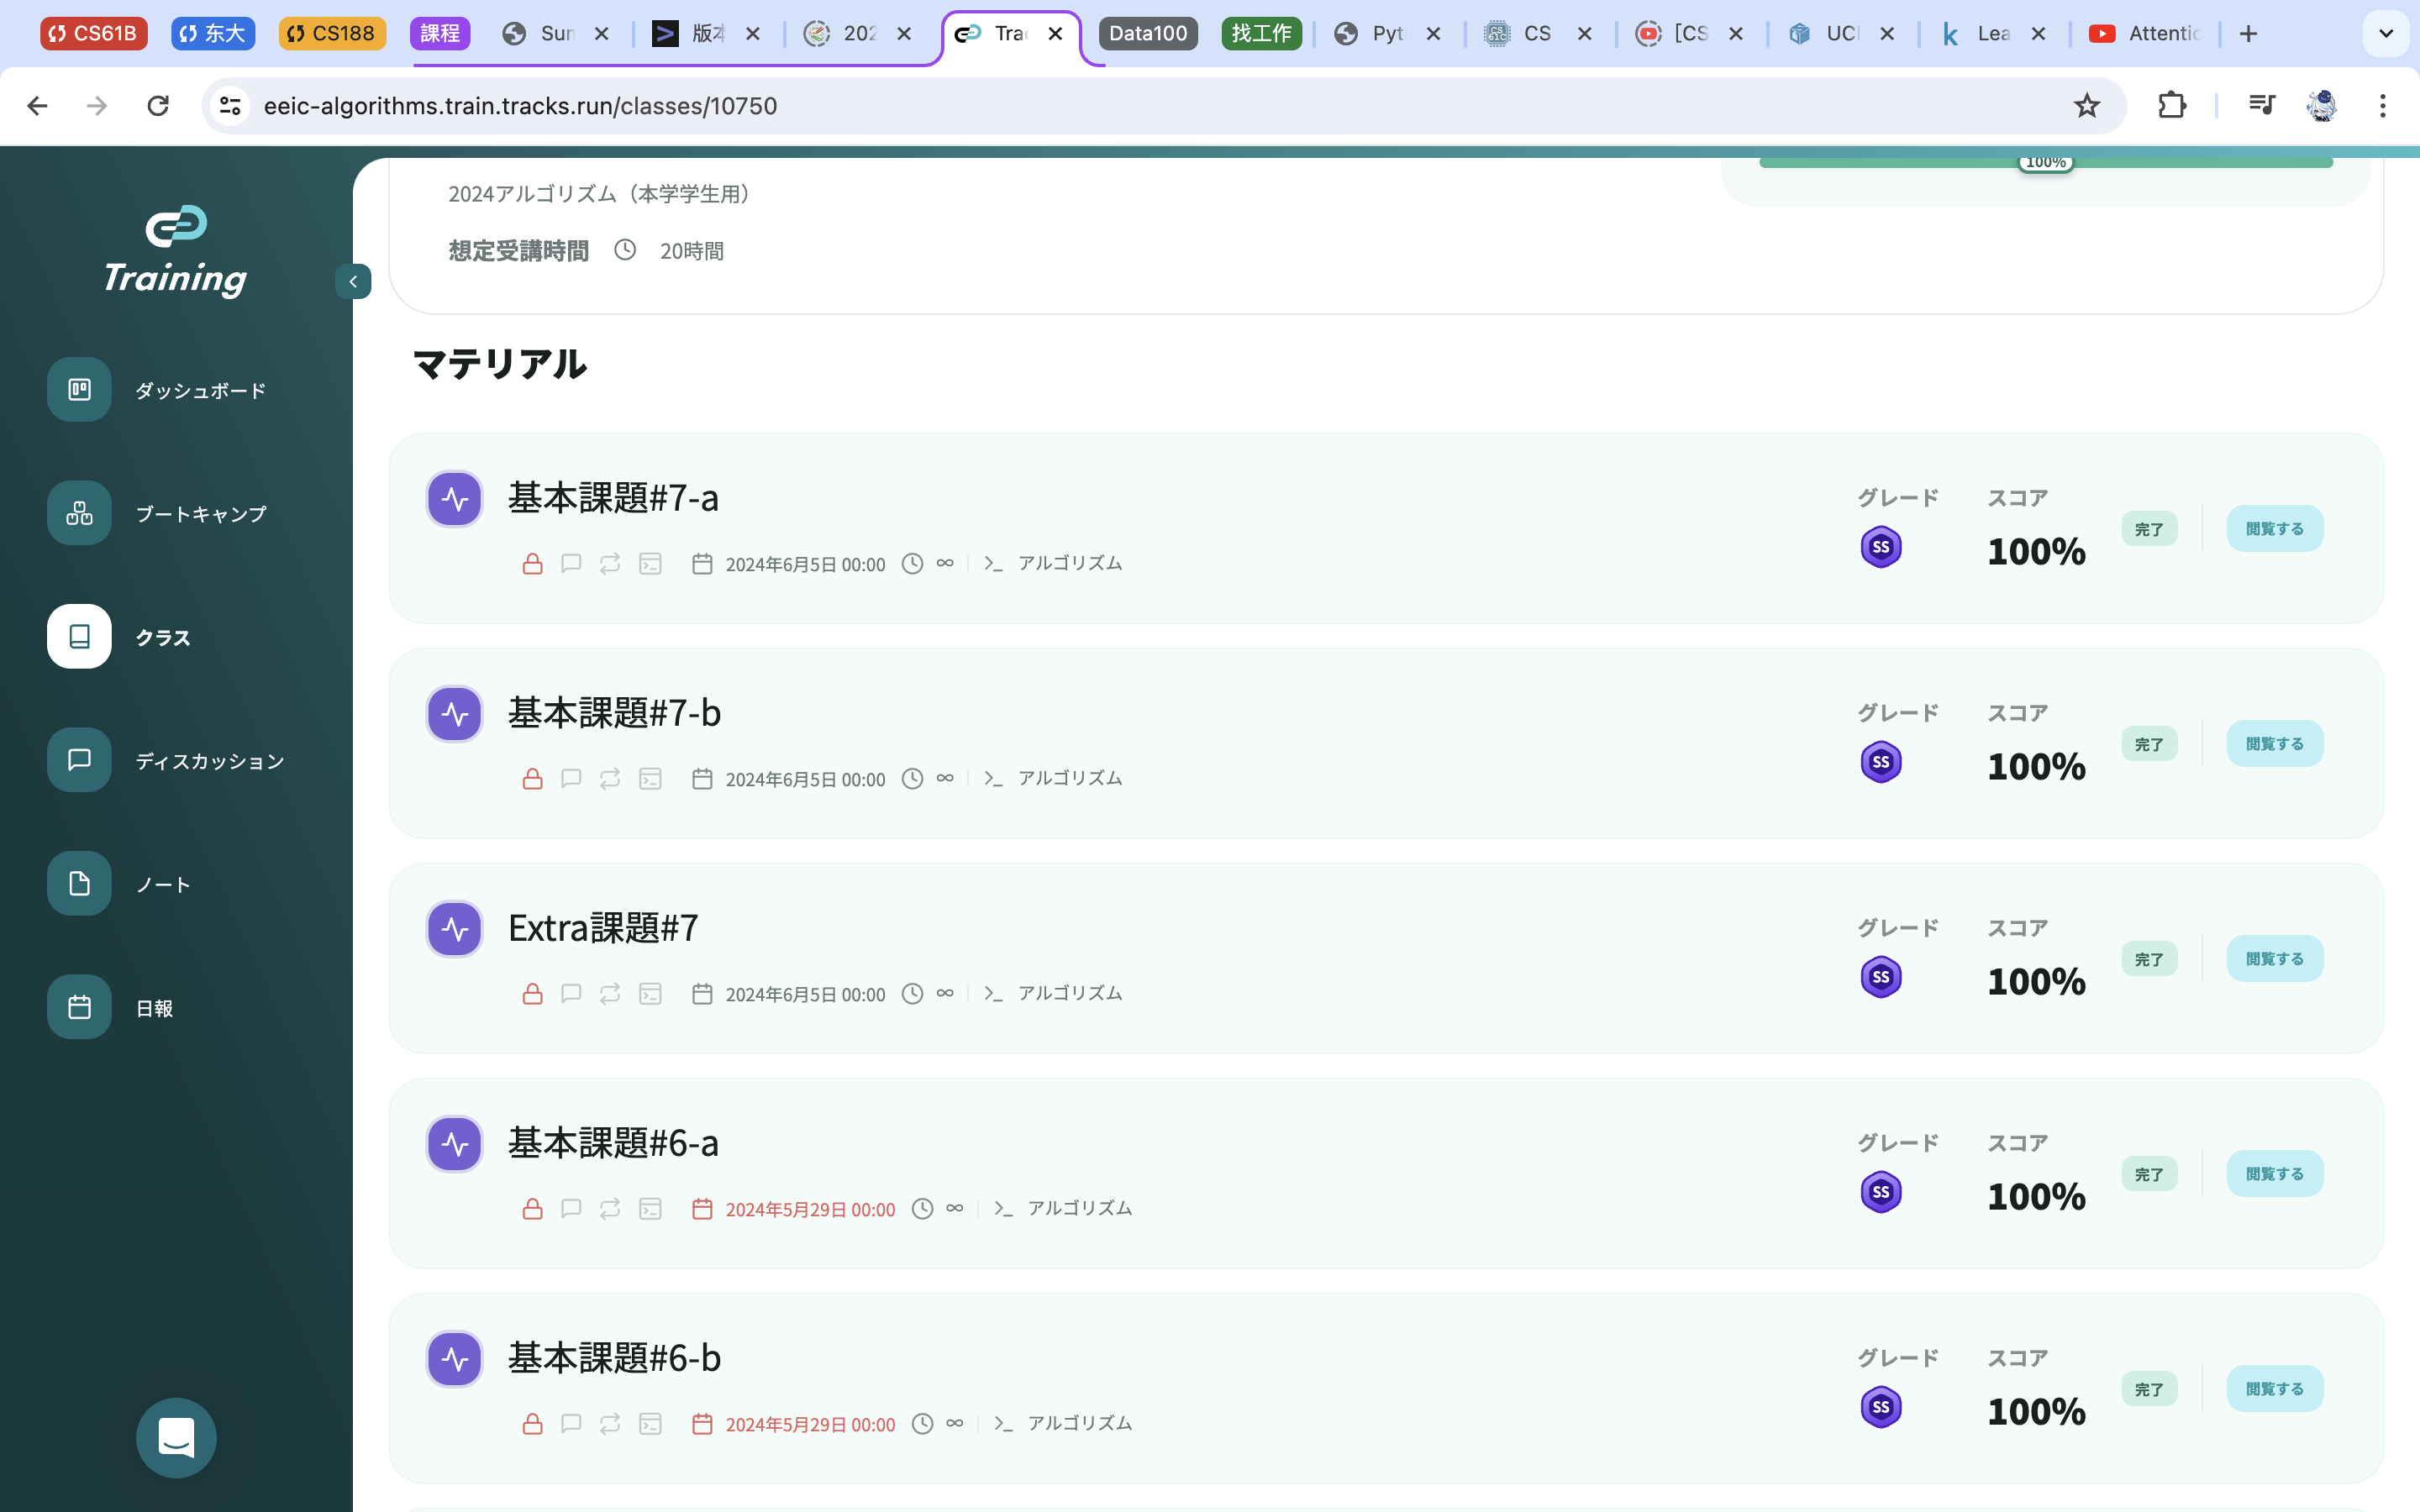 CS61B 东大 CS188 課程 Sun 版本 202 Tra Data100 找工作 Pyt CS [CS UC Lea Attentio
eeic-algorithms.train.tracks.run/classes/10750
Training
ダッシュボード
ブートキャンプ
クラス
ディスカッション
ノート
日報
100%
2024アルゴリズム（本学学生用）
想定受講時間 20時間
マテリアル
基本課題#7-a
2024年6月5日 00:00 ∞ アルゴリズム
グレード スコア
SS 100% 完了 閲覧する
基本課題#7-b
2024年6月5日 00:00 ∞ アルゴリズム
グレード スコア
SS 100% 完了 閲覧する
Extra課題#7
2024年6月5日 00:00 ∞ アルゴリズム
グレード スコア
SS 100% 完了 閲覧する
基本課題#6-a
2024年5月29日 00:00 ∞ アルゴリズム
グレード スコア
SS 100% 完了 閲覧する
基本課題#6-b
2024年5月29日 00:00 ∞ アルゴリズム
グレード スコア
SS 100% 完了 閲覧する